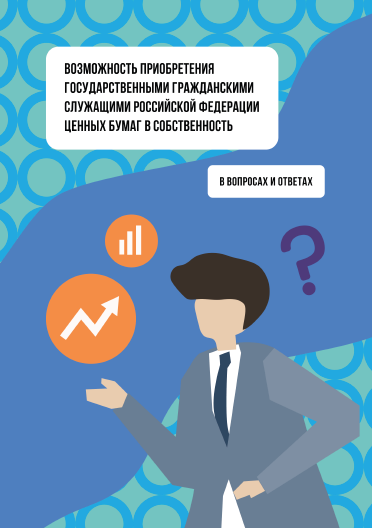 ВОЗМОЖНОСТЬ ПРИОБРЕТЕНИЯ
ГОСУДАРСТВЕННЫМИ ГРАЖДАНСКИМИ
СЛУЖАЩИМИ РОССИЙСКОЙ ФЕДЕРАЦИИ
ЦЕННЫХ БУМАГ В СОБСТВЕННОСТЬ
В ВОПРОСАХ И ОТВЕТАХ
?